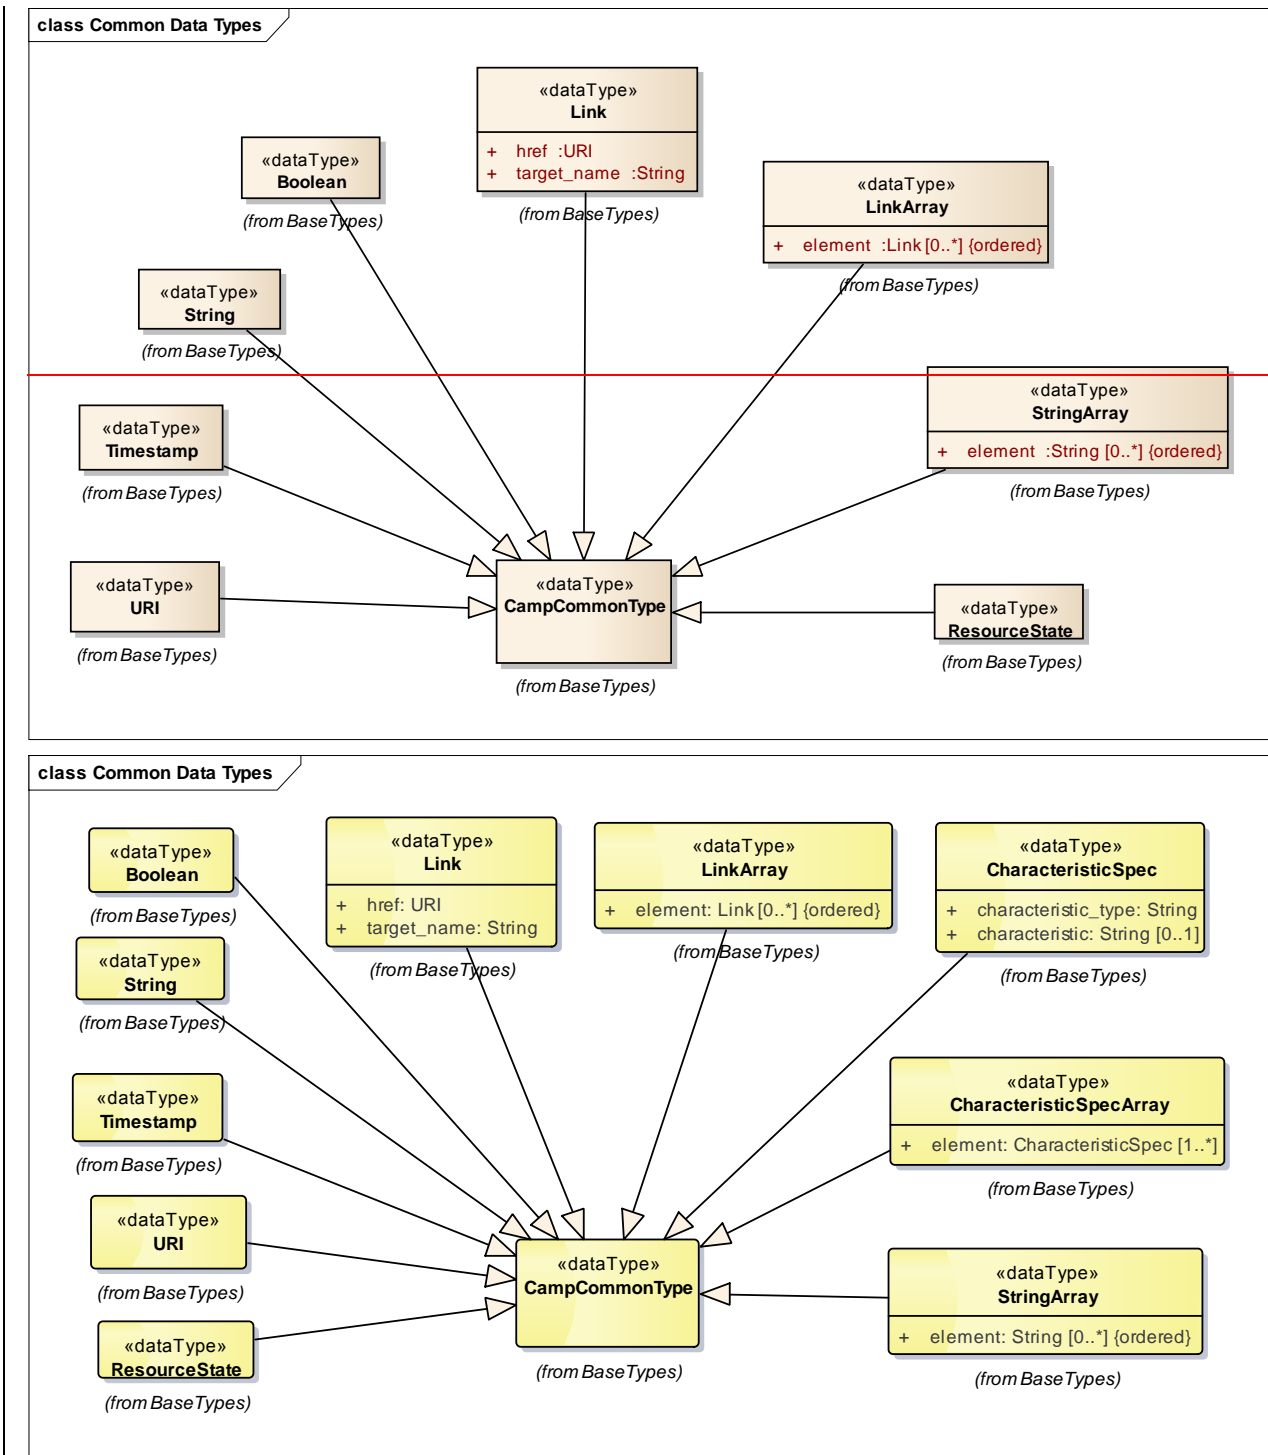 class Common Data Types
«dataType»
Link
+ href :URI
+ target_name :String
(from BaseTypes)
«dataType»
Boolean
(from BaseTypes)
«dataType»
LinkArray
+ element :Link [0..*] {ordered}
(from BaseTypes)
«dataType»
String
(from BaseTypes)
«dataType»
StringArray
+ element :String [0..*] {ordered}
(from BaseTypes)
«dataType»
Timestamp
(from BaseTypes)
«dataType»
URI
(from BaseTypes)
«dataType»
CampCommonType
(from BaseTypes)
«dataType»
ResourceState
(from BaseTypes)
class Common Data Types
«dataType»
Boolean
(from BaseTypes)
«dataType»
Link
+ href: URI
+ target_name: String
(from BaseTypes)
«dataType»
LinkArray
+ element: Link [0..*] {ordered}
(from BaseTypes)
«dataType»
CharacteristicSpec
+ characteristic_type: String
+ characteristic: String [0..1]
(from BaseTypes)
«dataType»
String
(from BaseTypes)
«dataType»
Timestamp
(from BaseTypes)
«dataType»
CharacteristicSpecArray
+ element: CharacteristicSpec [1..*]
(from BaseTypes)
«dataType»
URI
(from BaseTypes)
«dataType»
CampCommonType
(from BaseTypes)
«dataType»
StringArray
+ element: String [0..*] {ordered}
(from BaseTypes)
«dataType»
ResourceState
(from BaseTypes)